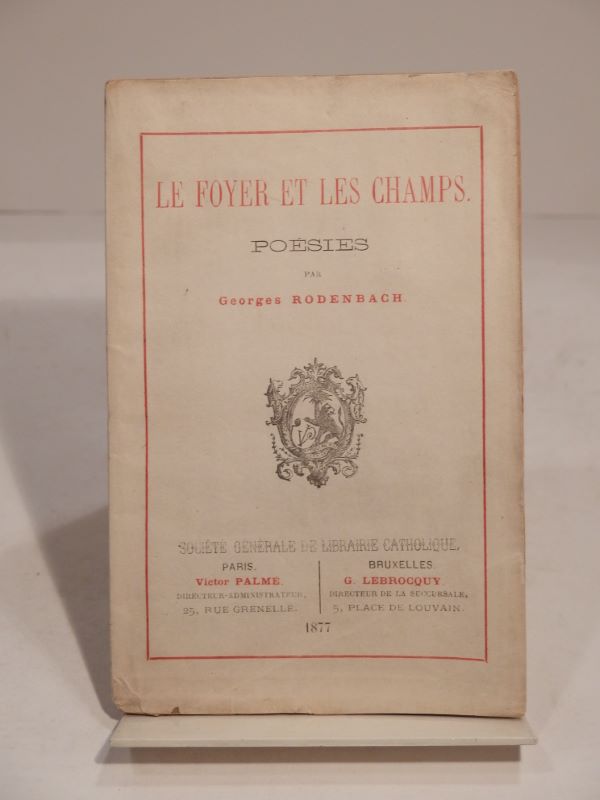 LE FOYER ET LES CHAMPS.
POÉSIES
PAR
Georges RODENBACH.
SOCIÉTÉ GÉNÉRALE DE LIBRAIRIE CATHOLIQUE,
PARIS.
Victor PALMÉ.
DIRECTEUR-ADMINISTRATEUR,
25, RUE GRENELLE.
BRUXELLES.
G. LEBROCQUY.
DIRECTEUR DE LA SUCCURSALE,
5, PLACE DE LOUVAIN.
1877